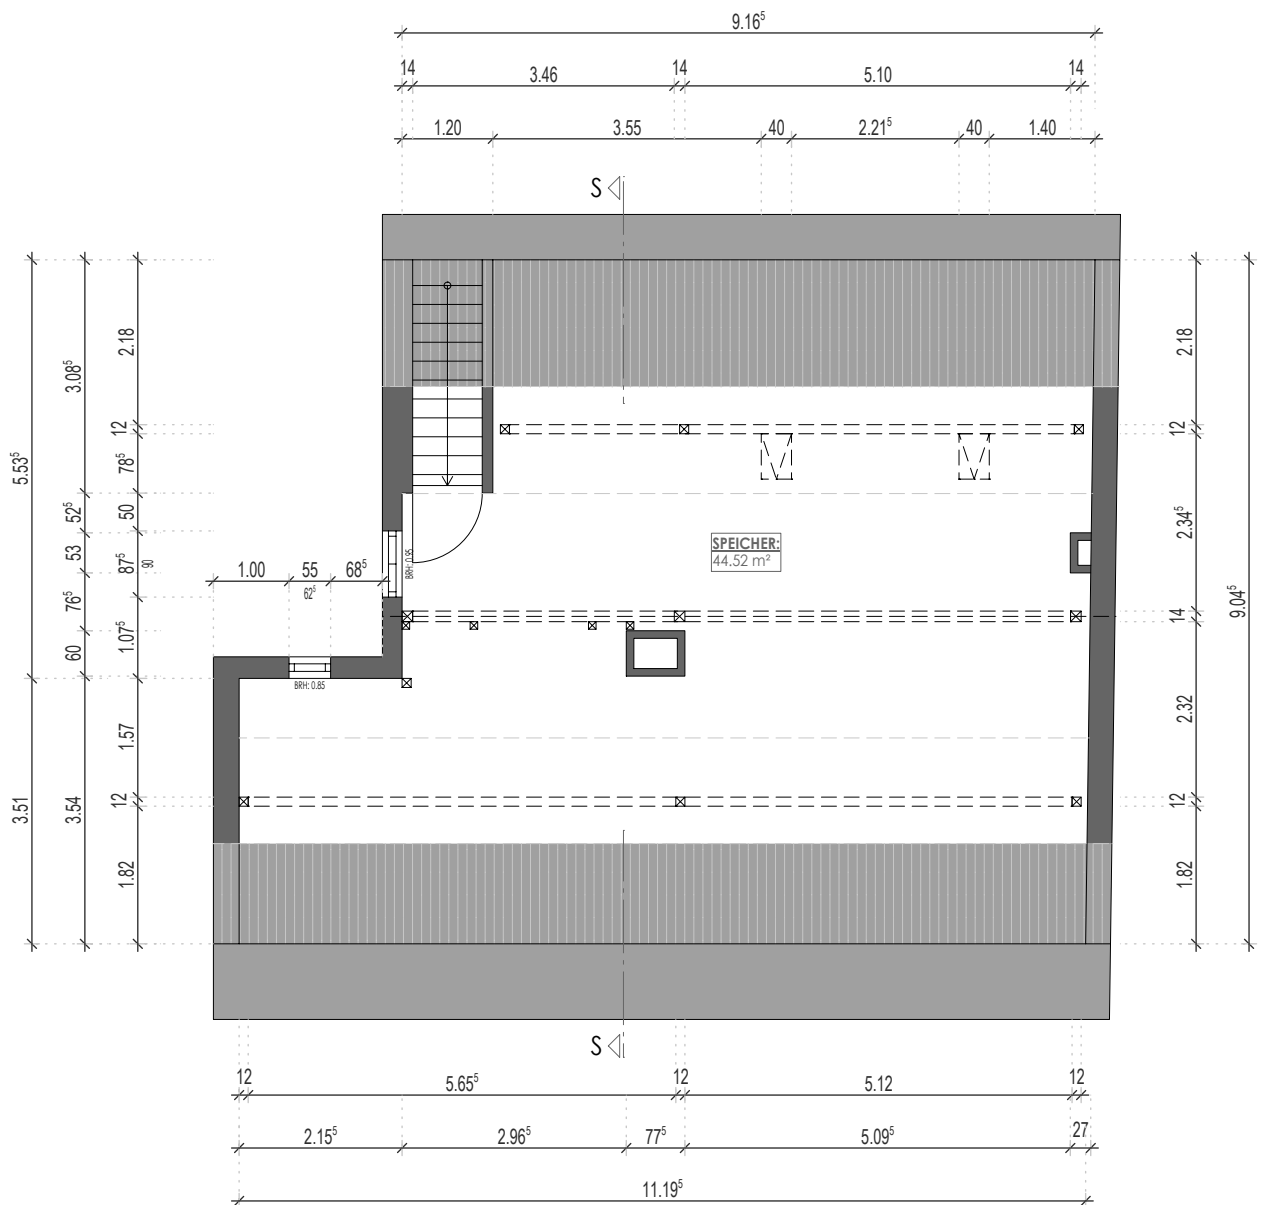 9.16⁵
14 3.46 14 5.10 14
1.20 3.55 40 2.21⁵ 40 1.40
S
5.53⁵
3.51
3.08⁵
52⁵
53
76⁵
60
3.54
2.18
12
78⁵
50
87⁵
90
1.07⁵
1.57
12
1.82
1.00 55 68⁵
62⁵
BRH: 0.95
BRH: 0.85
SPEICHER:
44.52 m²
2.18
12
2.34⁵
14
2.32
12
1.82
9.04⁵
S
12 5.65⁵ 12 5.12 12
2.15⁵ 2.96⁵ 77⁵ 5.09⁵ 27
11.19⁵